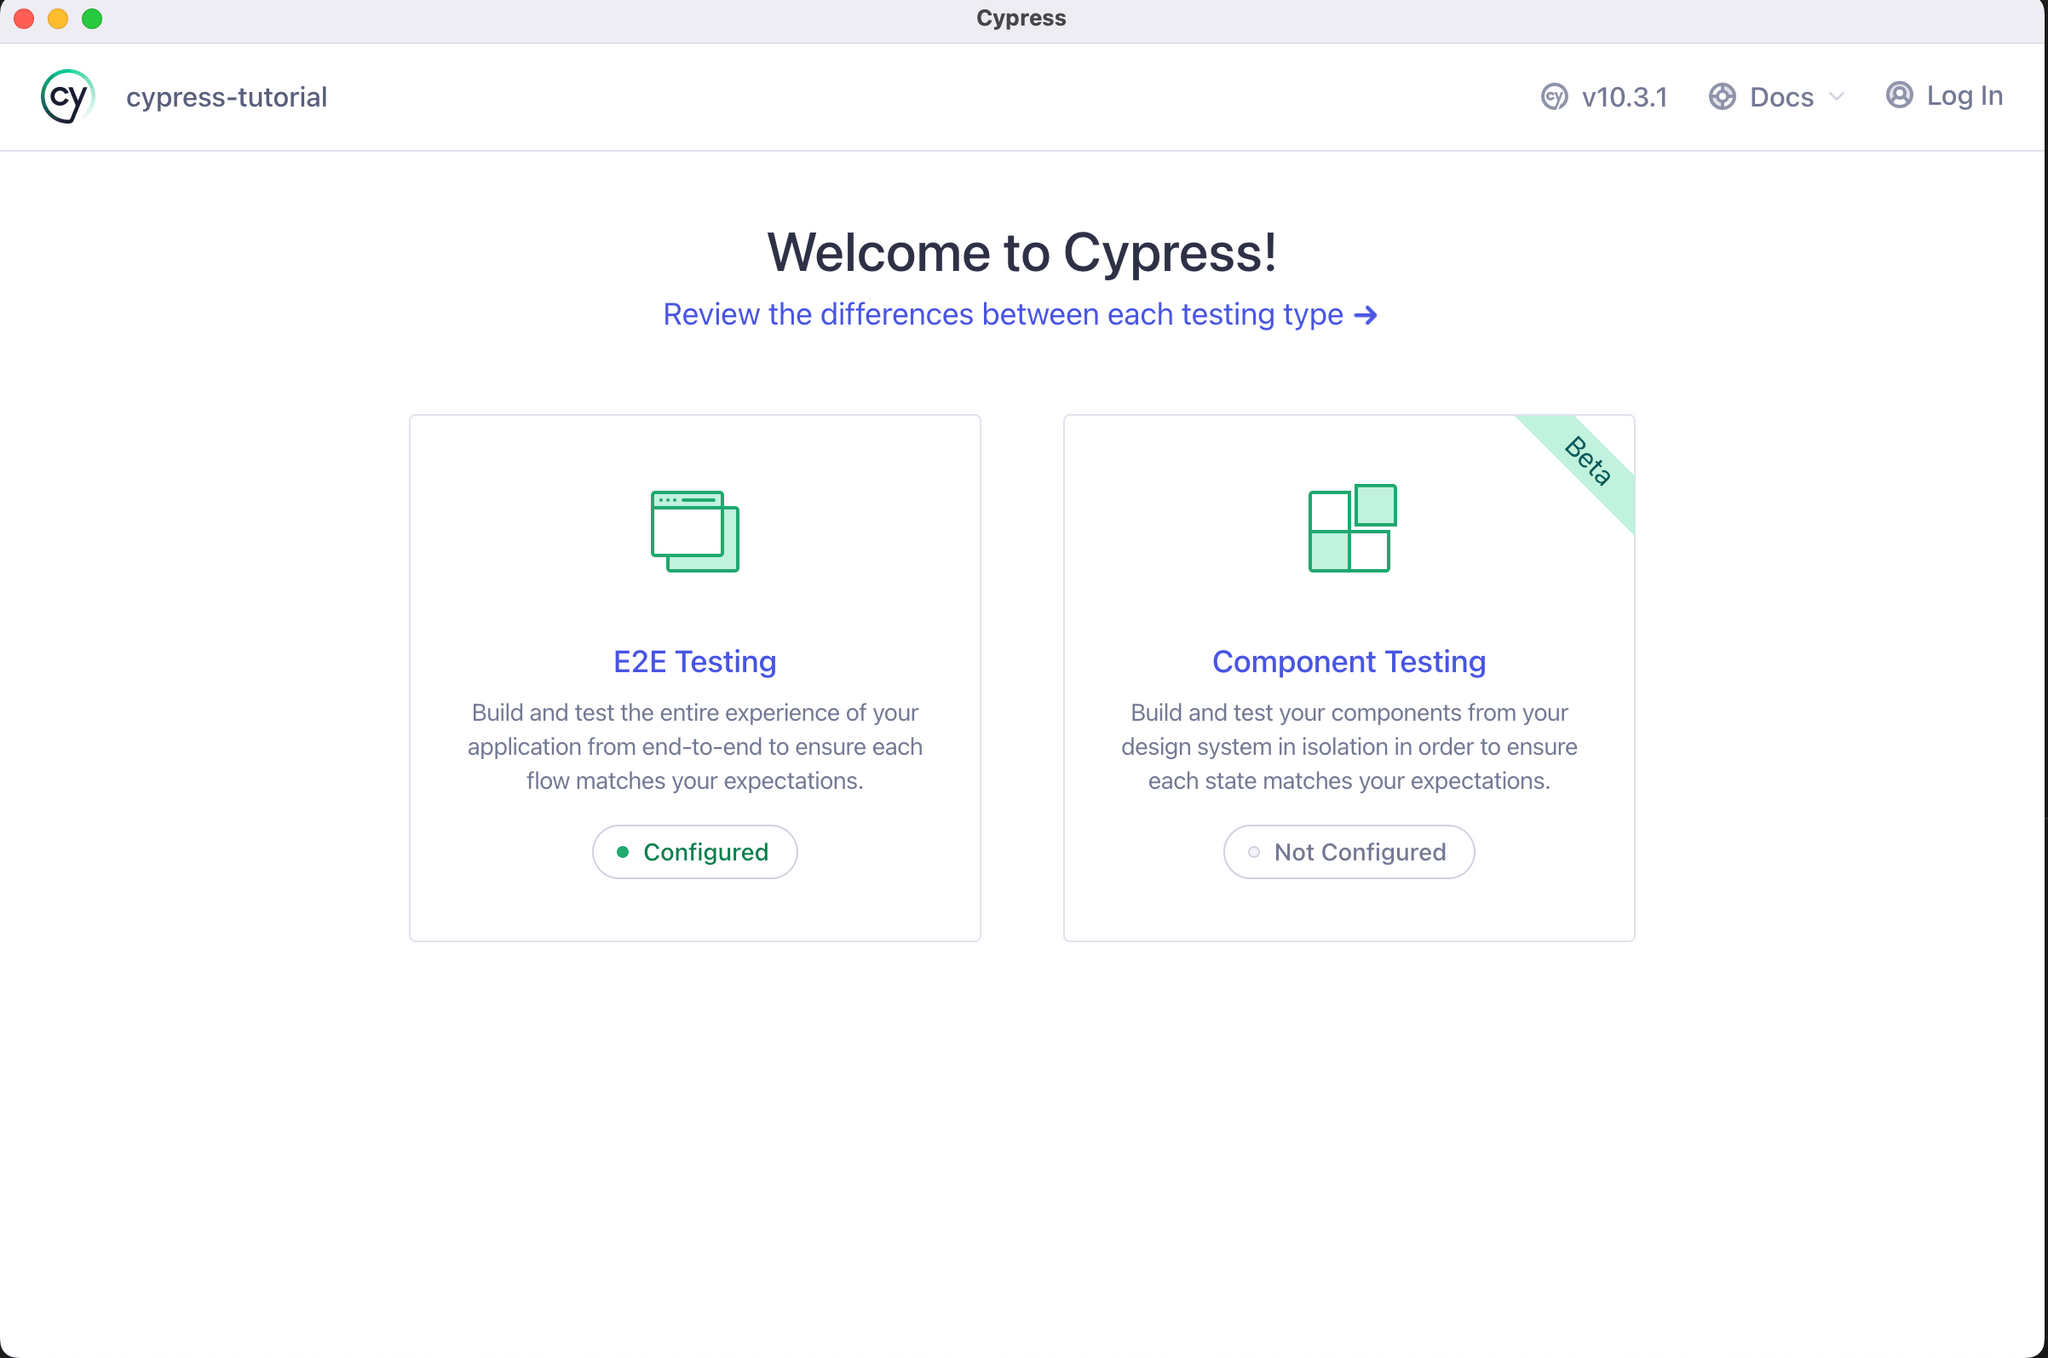 Cypress
cy cypress-tutorial
cy v10.3.1 Docs Log In
Welcome to Cypress!
Review the differences between each testing type →
Beta
E2E Testing
Build and test the entire experience of your
application from end-to-end to ensure each
flow matches your expectations.
Configured
Component Testing
Build and test your components from your
design system in isolation in order to ensure
each state matches your expectations.
Not Configured